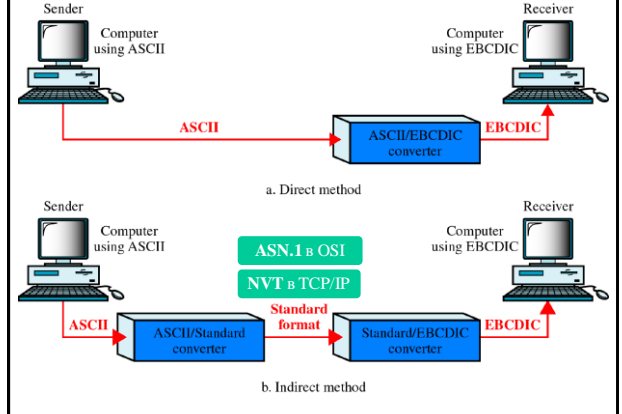 Sender
Receiver
Computer
using ASCII
Computer
using EBCDIC
ASCII
ASCII/EBCDIC
converter
EBCDIC
a. Direct method
Sender
Receiver
Computer
using ASCII
Computer
using EBCDIC
ASN.1 в OSI
NVT в TCP/IP
ASCII
ASCII/Standard
converter
Standard
format
Standard/EBCDIC
converter
EBCDIC
b. Indirect method